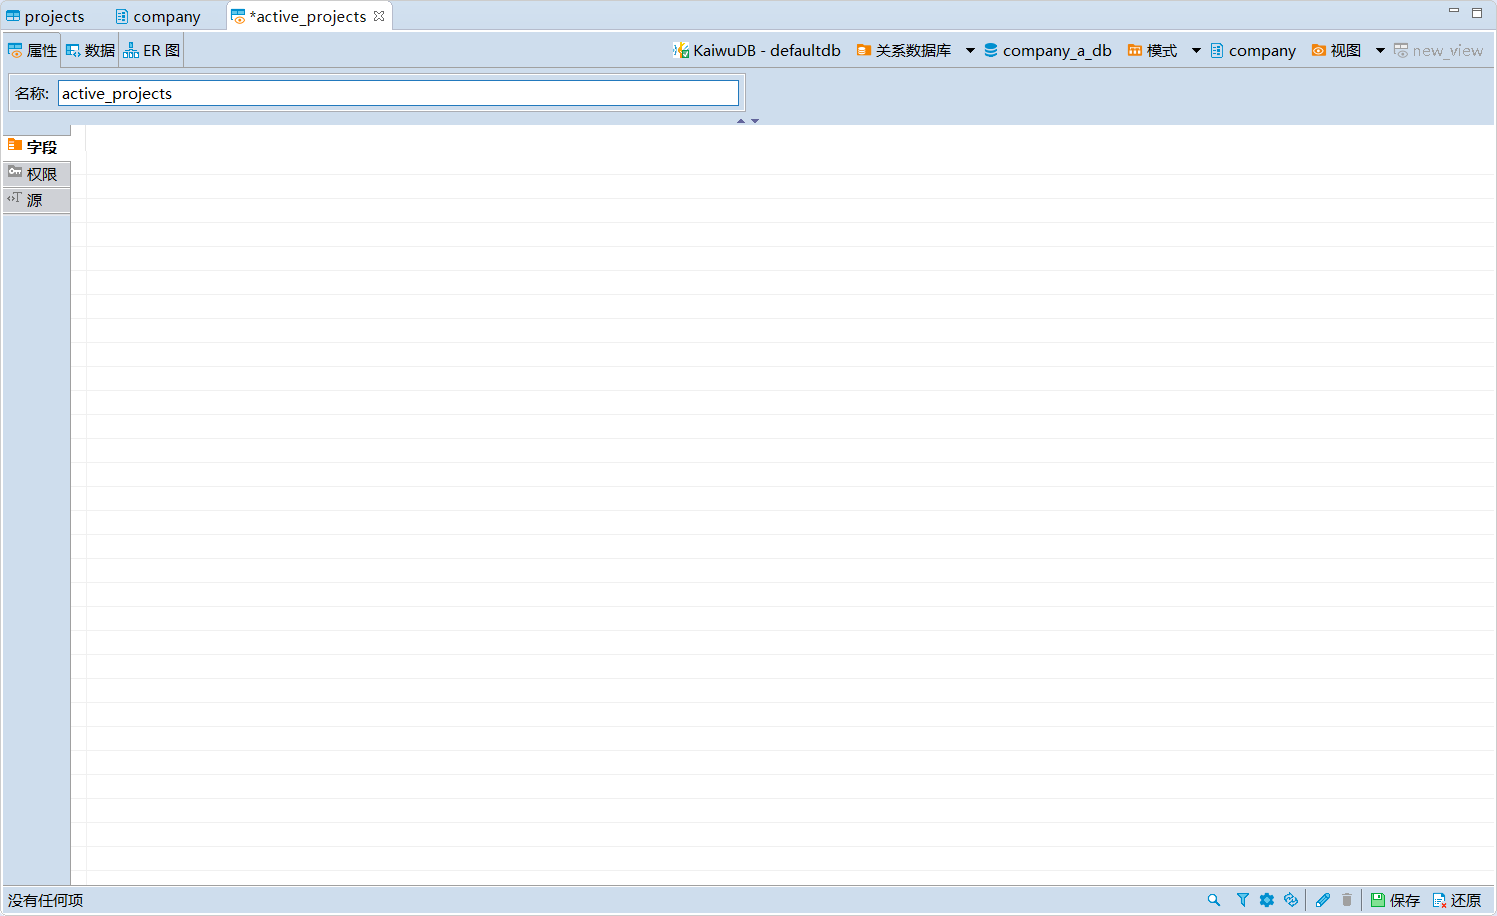 projects company *active_projects
属性 数据 ER 图 KaiwuDB - defaultdb 关系数据库 company_a_db 模式 company 视图 new_view
名称: active_projects
字段
权限
源
没有任何项 保存 还原